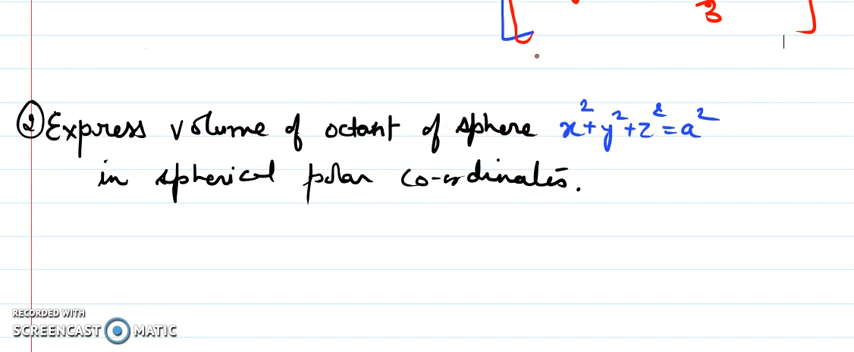 3
② Express volume of octant of sphere x²+y²+z²=a²
in spherical polar co-ordinates.
RECORDED WITH
SCREENCAST MATIC